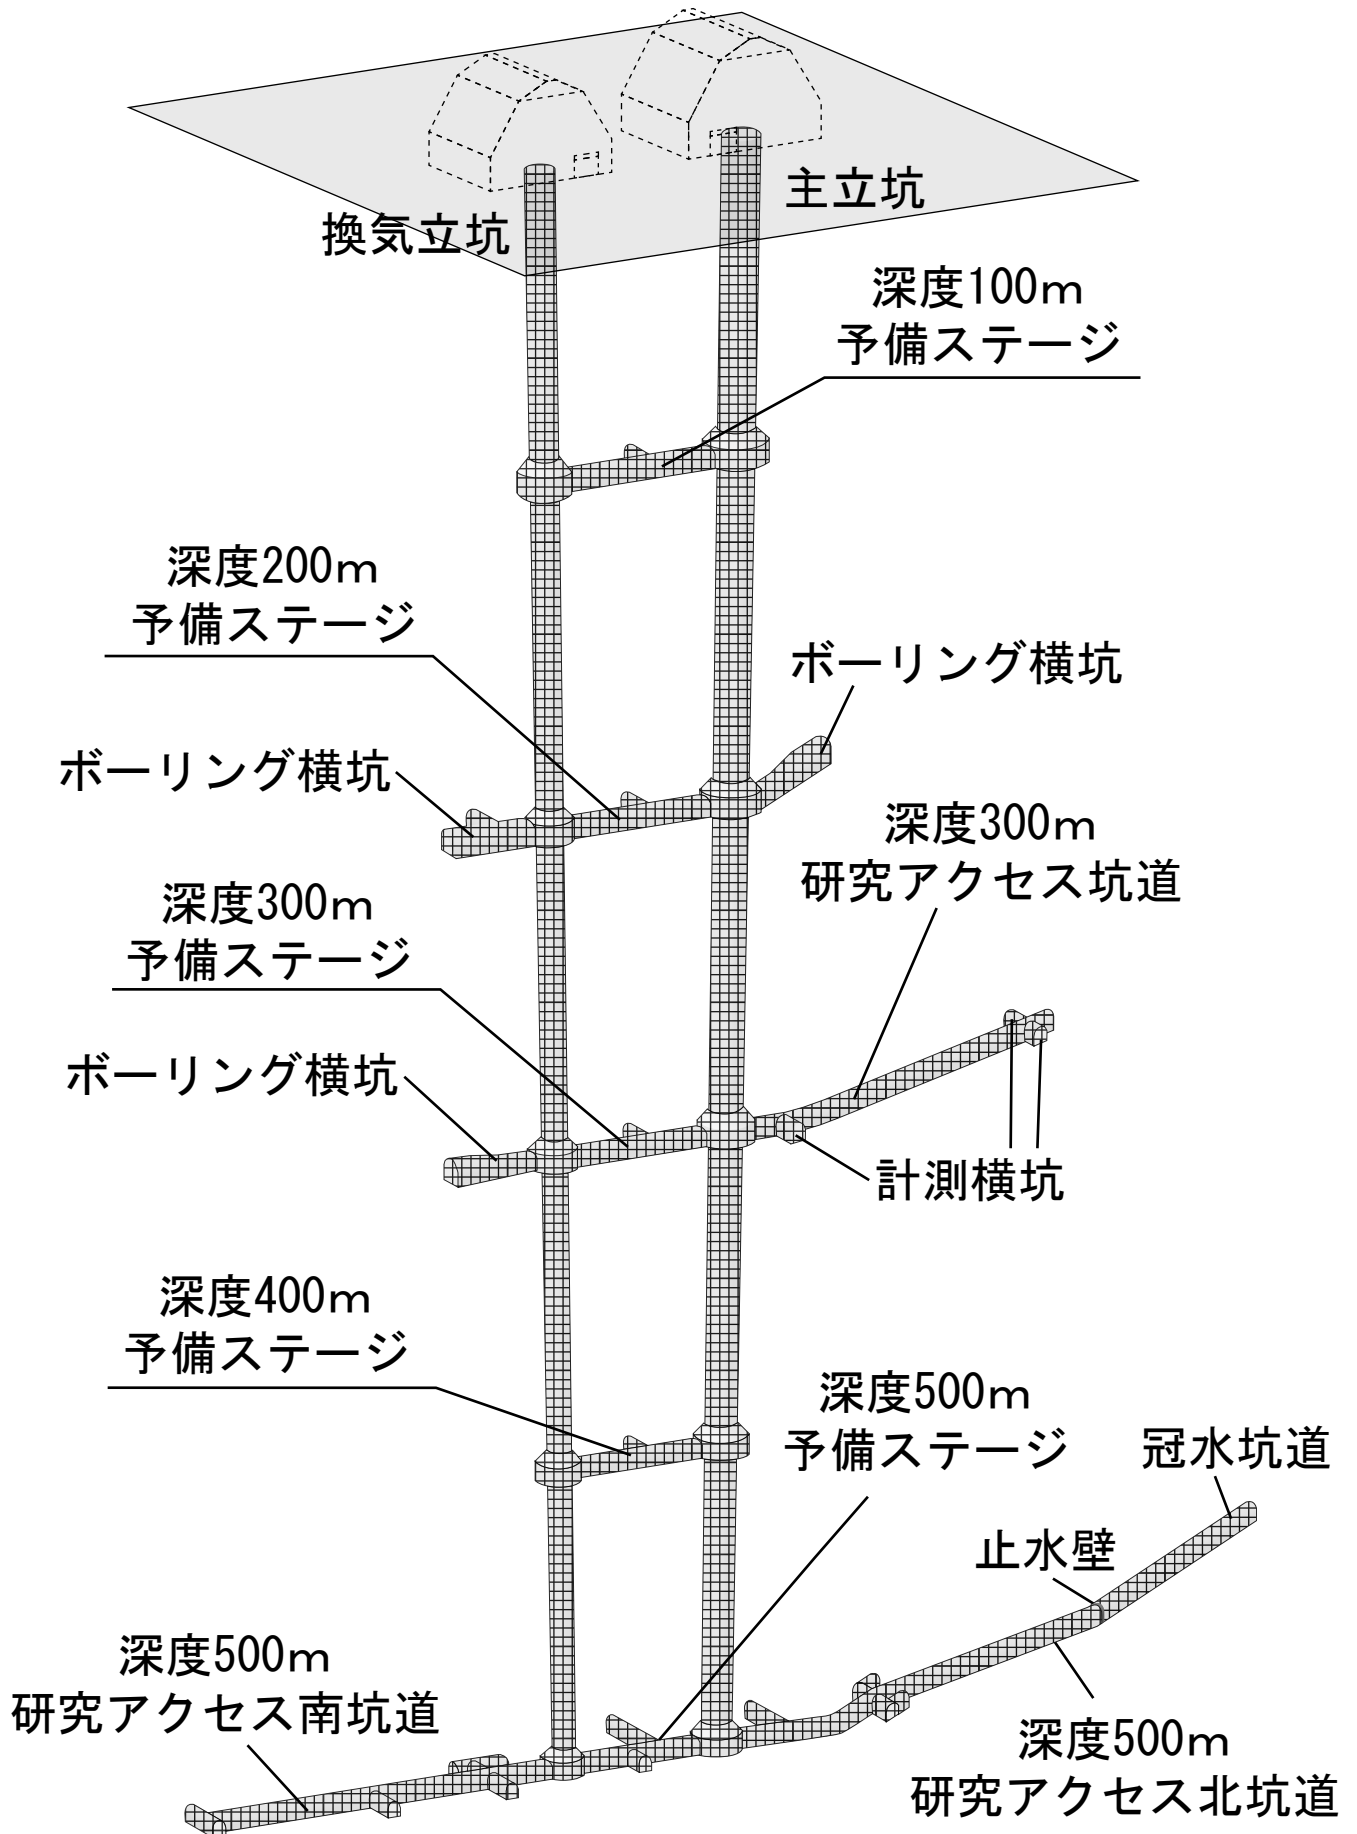 主立坑
換気立坑
深度100m
予備ステージ
深度200m
予備ステージ
ボーリング横坑
ボーリング横坑
深度300m
研究アクセス坑道
深度300m
予備ステージ
ボーリング横坑
計測横坑
深度400m
予備ステージ
深度500m
予備ステージ
冠水坑道
止水壁
深度500m
研究アクセス南坑道
深度500m
研究アクセス北坑道